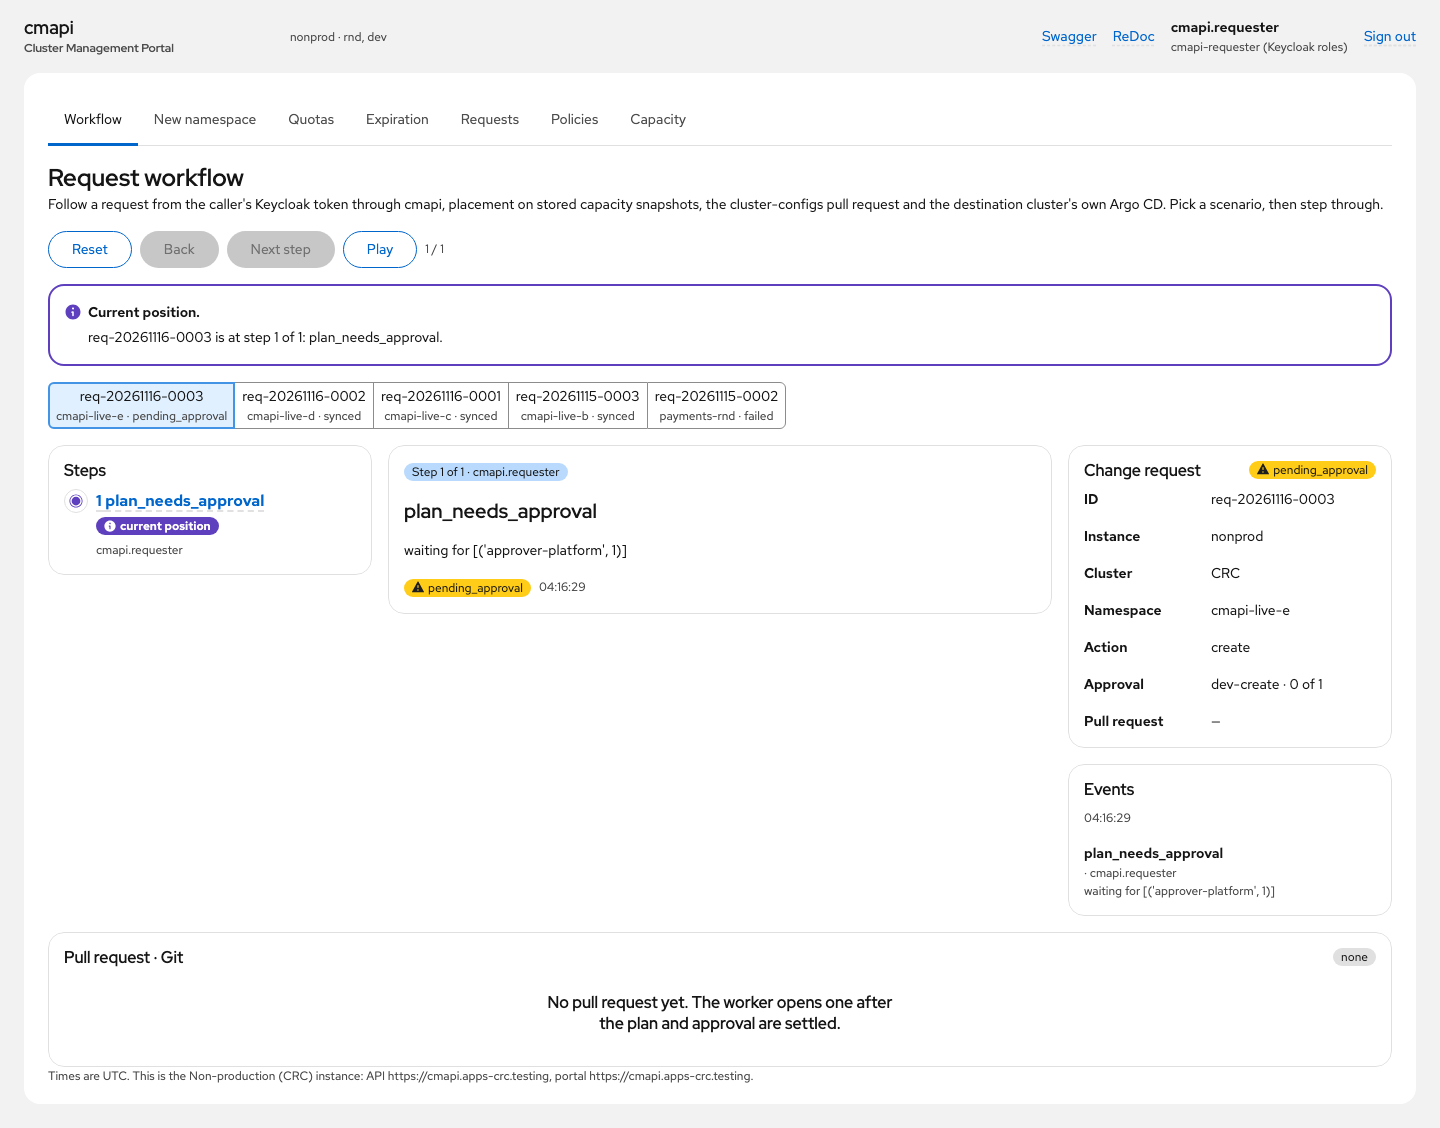 cmapi
Cluster Management Portal
nonprod · rnd, dev
Swagger
ReDoc
cmapi.requester
cmapi-requester (Keycloak roles)
Sign out
Workflow
New namespace
Quotas
Expiration
Requests
Policies
Capacity
Request workflow
Follow a request from the caller's Keycloak token through cmapi, placement on stored capacity snapshots, the cluster-configs pull request and the destination cluster's own Argo CD. Pick a scenario, then step through.
Reset
Back
Next step
Play
1 / 1
Current position.
req-20261116-0003 is at step 1 of 1: plan_needs_approval.
req-20261116-0003
cmapi-live-e · pending_approval
req-20261116-0002
cmapi-live-d · synced
req-20261116-0001
cmapi-live-c · synced
req-20261115-0003
cmapi-live-b · synced
req-20261115-0002
payments-rnd · failed
Steps
1 plan_needs_approval
current position
cmapi.requester
Step 1 of 1 · cmapi.requester
plan_needs_approval
waiting for [('approver-platform', 1)]
pending_approval
04:16:29
Change request
pending_approval
ID req-20261116-0003
Instance nonprod
Cluster CRC
Namespace cmapi-live-e
Action create
Approval dev-create · 0 of 1
Pull request —
Events
04:16:29
plan_needs_approval
· cmapi.requester
waiting for [('approver-platform', 1)]
Pull request · Git
none
No pull request yet. The worker opens one after
the plan and approval are settled.
Times are UTC. This is the Non-production (CRC) instance: API https://cmapi.apps-crc.testing, portal https://cmapi.apps-crc.testing.